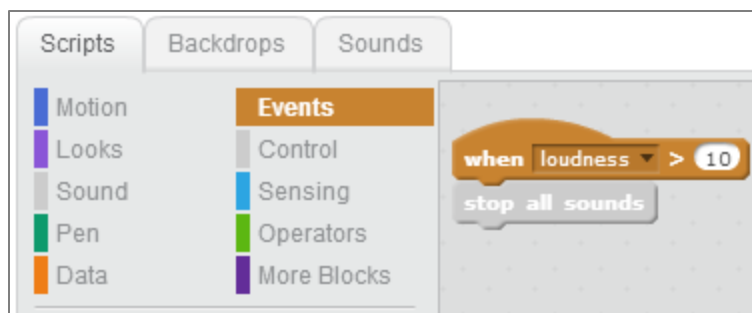 Scripts Backdrops Sounds
Motion Events
Looks Control
Sound Sensing
Pen Operators
Data More Blocks
when loudness > 10
stop all sounds